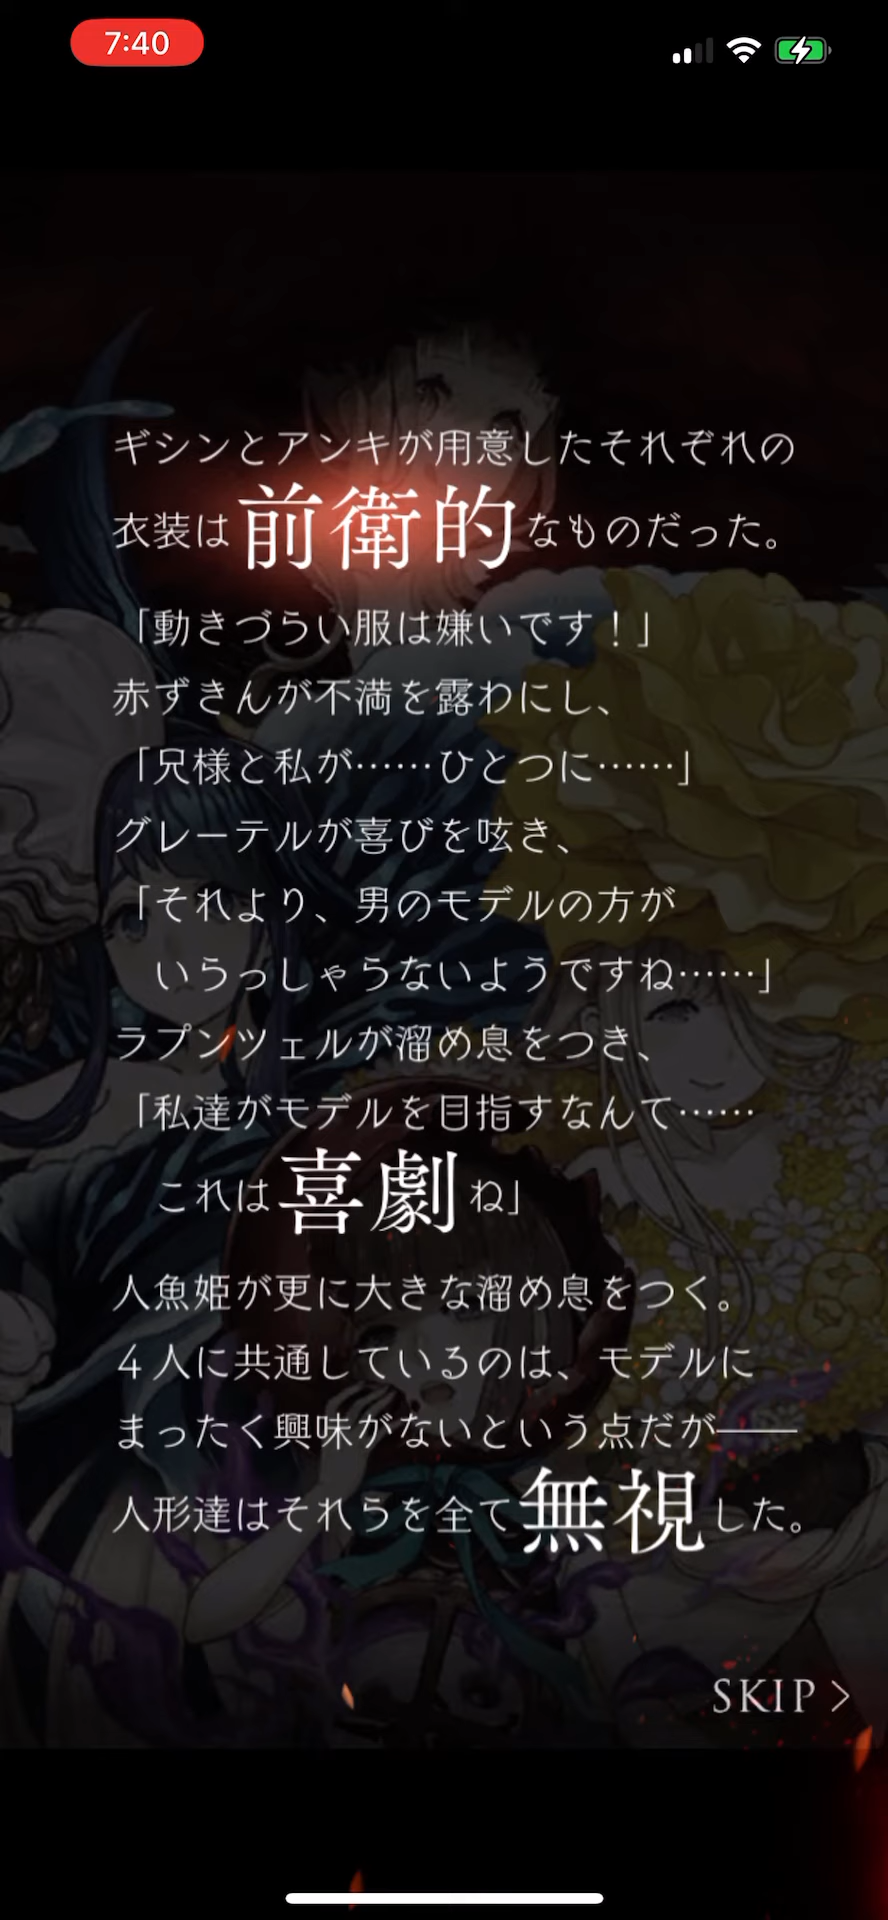 7:40
ギシンとアンキが用意したそれぞれの
衣装は前衛的なものだった。
「動きづらい服は嫌いです！」
赤ずきんが不満を露わにし、
「兄様と私が……ひとつに……」
グレーテルが喜びを呟き、
「それより、男のモデルの方が
いらっしゃらないようですね……」
ラプンツェルが溜め息をつき、
「私達がモデルを目指すなんて……
これは喜劇ね」
人魚姫が更に大きな溜め息をつく。
４人に共通しているのは、モデルに
まったく興味がないという点だが――
人形達はそれらを全て無視した。
SKIP >